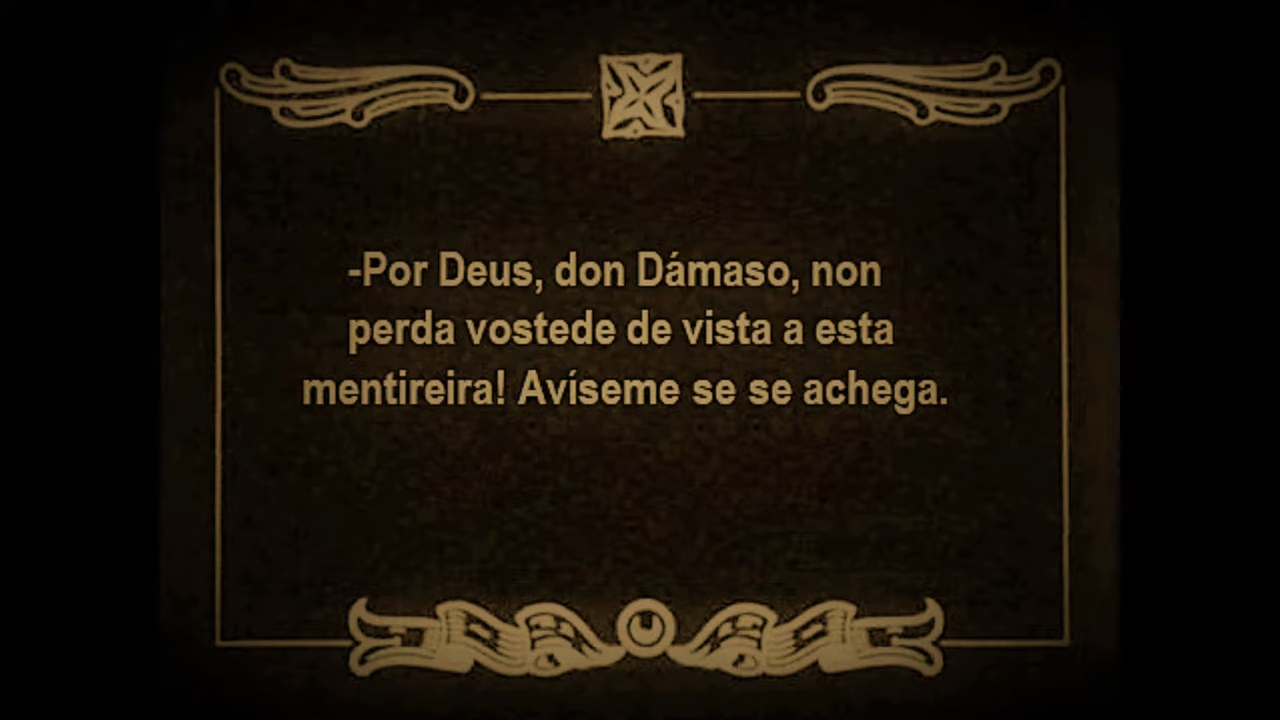 -Por Deus, don Dámaso, non
perda vostede de vista a esta
mentireira! Avíseme se se achega.